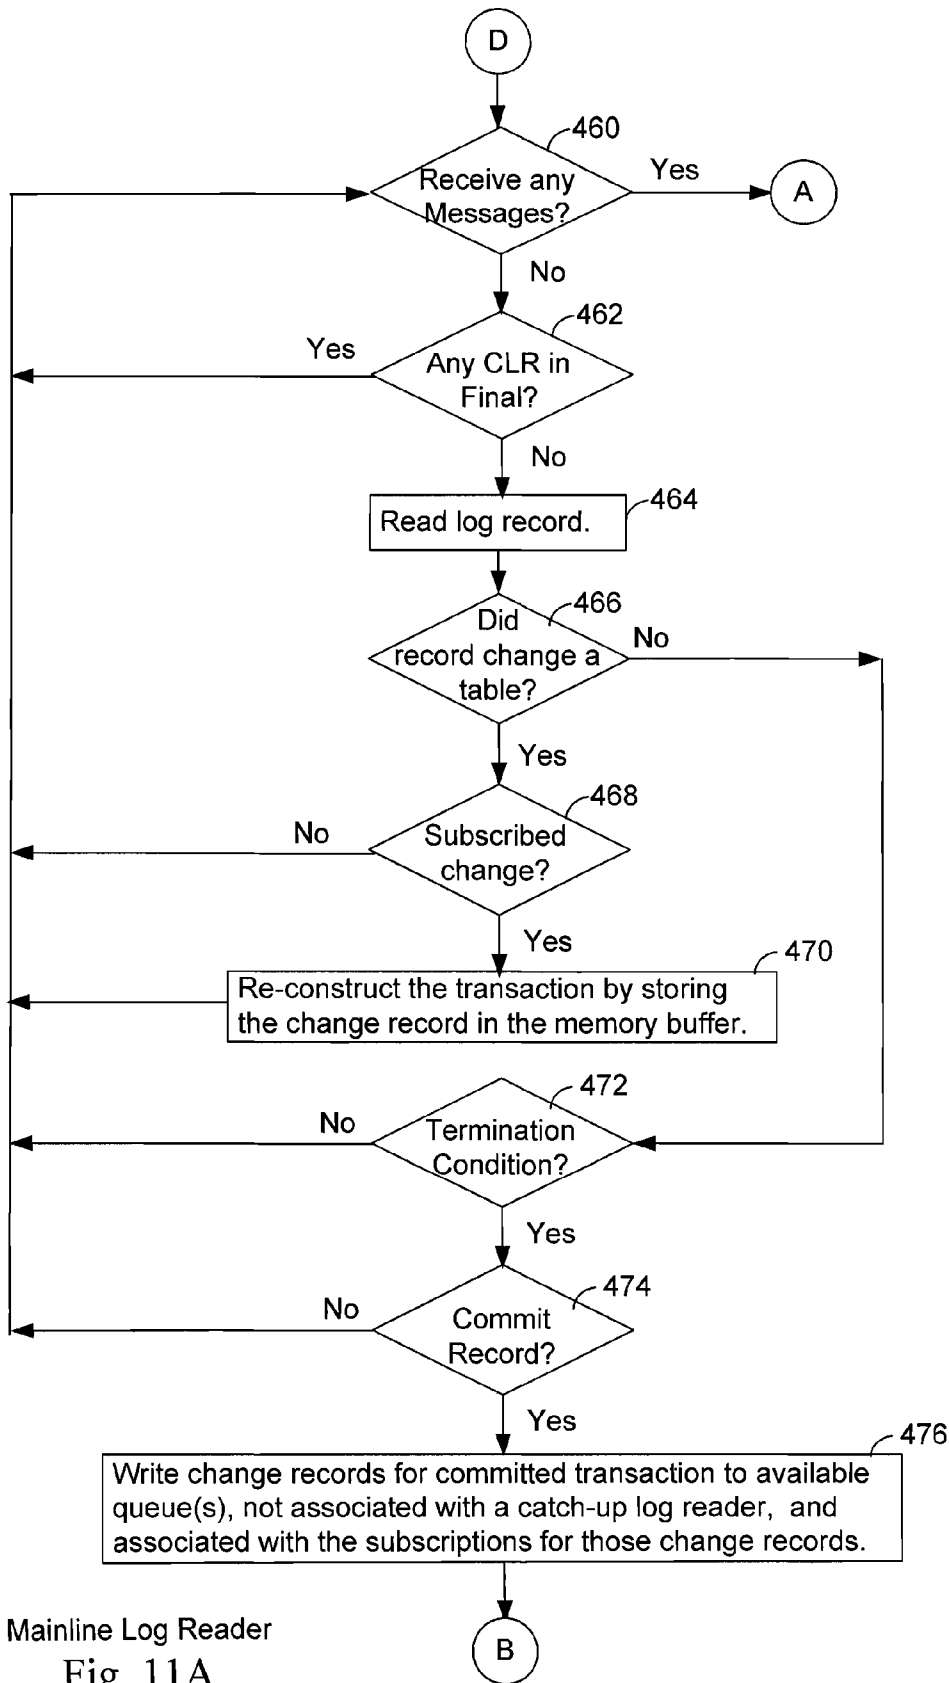 D
460
Receive any
Messages?
Yes
A
No
462
Any CLR in
Final?
Yes
No
464
Read log record.
466
Did
record change a
table?
No
Yes
468
Subscribed
change?
No
Yes
470
Re-construct the transaction by storing
the change record in the memory buffer.
472
Termination
Condition?
No
Yes
474
Commit
Record?
No
Yes
476
Write change records for committed transaction to available
queue(s), not associated with a catch-up log reader, and
associated with the subscriptions for those change records.
B
Mainline Log Reader
Fig. 11A